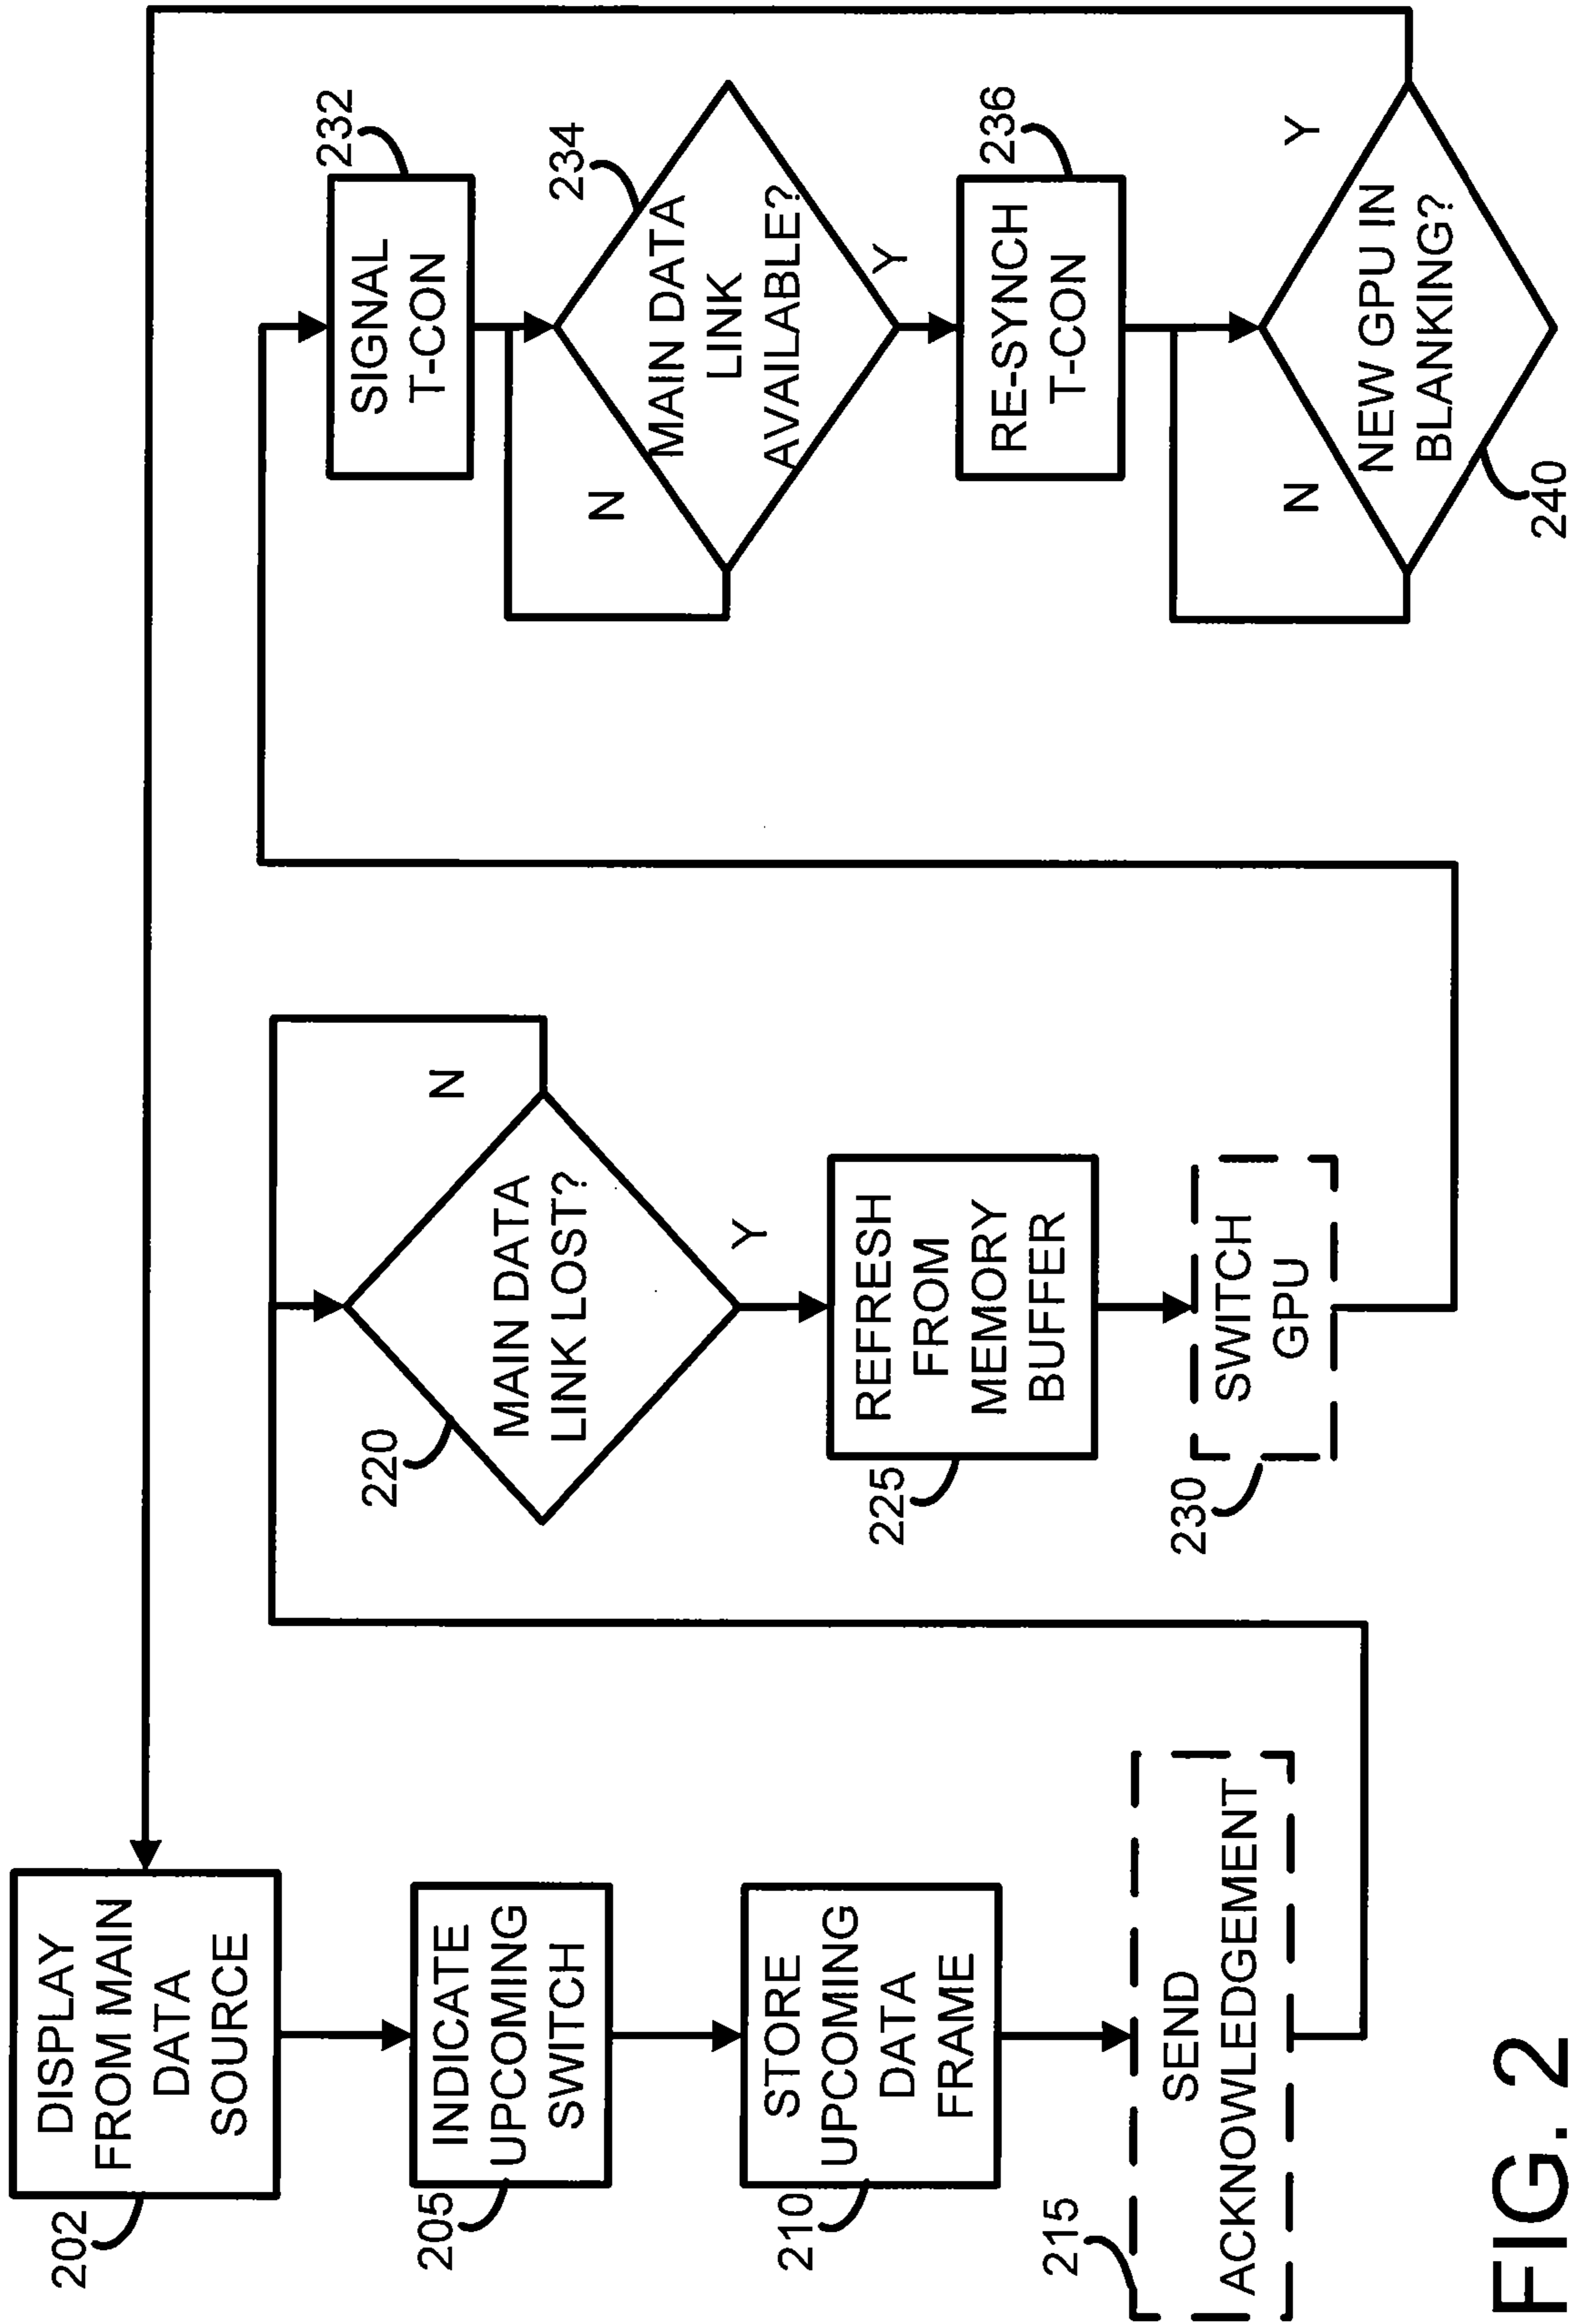 202
DISPLAY
FROM MAIN
DATA
SOURCE
205
INDICATE
UPCOMING
SWITCH
210
STORE
UPCOMING
DATA
FRAME
215
SEND
ACKNOWLEDGEMENT
220
MAIN DATA
LINK LOST?
N
Y
225
REFRESH
FROM
MEMORY
BUFFER
230
SWITCH
GPU
232
SIGNAL
T-CON
234
MAIN DATA
LINK
AVAILABLE?
N
Y
236
RE-SYNCH
T-CON
NEW GPU IN
BLANKING?
N
Y
240
FIG. 2